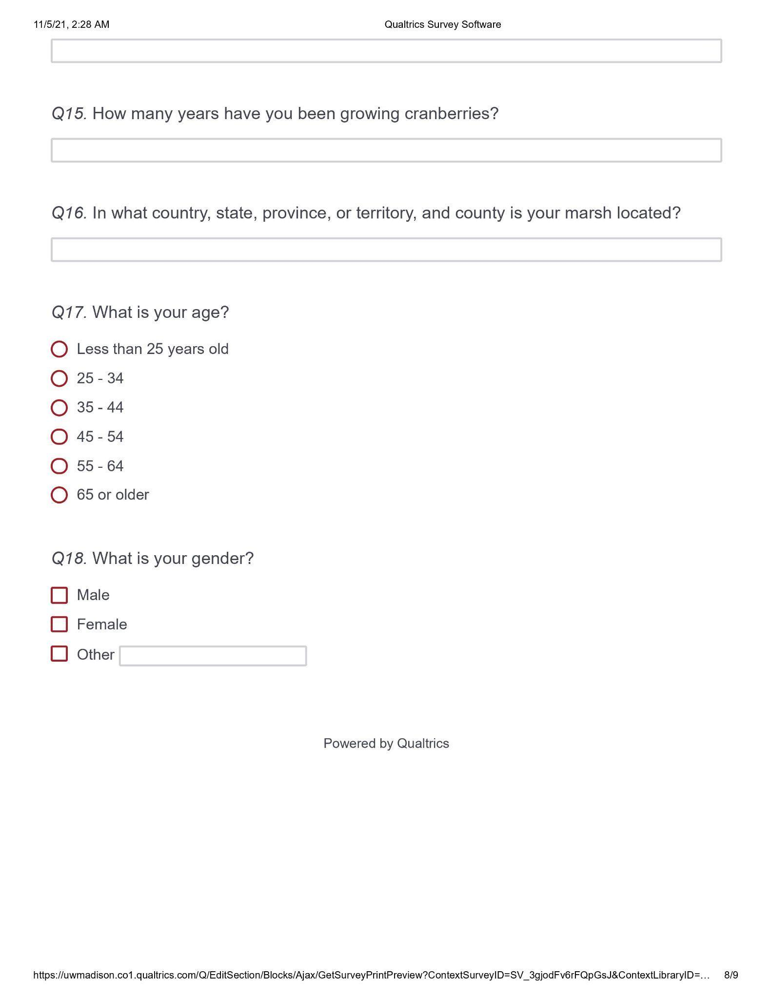 11/5/21, 2:28 AM Qualtrics Survey Software
Q15. How many years have you been growing cranberries?
Q16. In what country, state, province, or territory, and county is your marsh located?
Q17. What is your age?
Less than 25 years old
25 - 34
35 - 44
45 - 54
55 - 64
65 or older
Q18. What is your gender?
Male
Female
Other
Powered by Qualtrics
https://uwmadison.co1.qualtrics.com/Q/EditSection/Blocks/Ajax/GetSurveyPrintPreview?ContextSurveyID=SV_3gjodFv6rFQpGsJ&ContextLibraryID=… 8/9